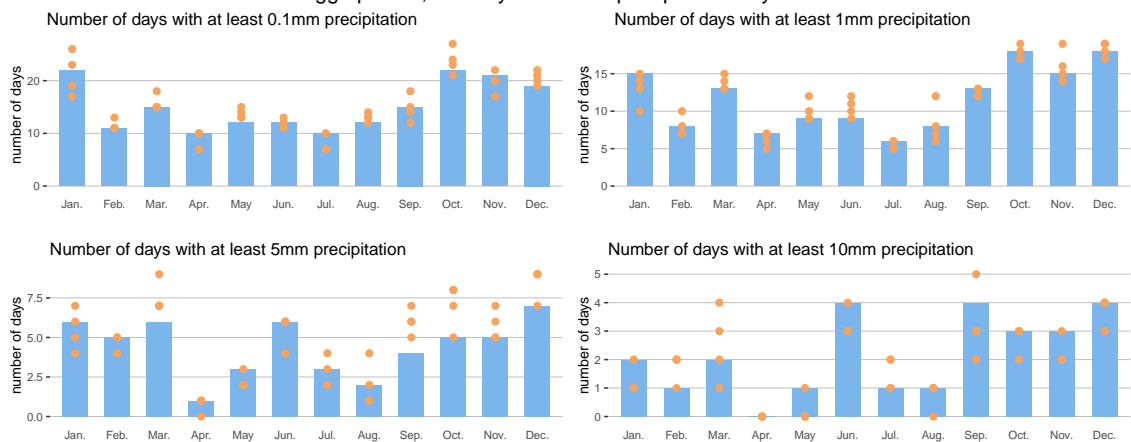 Number of days with at least 0.1mm precipitation
number of days
20
10
0
Jan. Feb. Mar. Apr. May Jun. Jul. Aug. Sep. Oct. Nov. Dec.
Number of days with at least 1mm precipitation
number of days
15
10
5
0
Jan. Feb. Mar. Apr. May Jun. Jul. Aug. Sep. Oct. Nov. Dec.
Number of days with at least 5mm precipitation
number of days
7.5
5.0
2.5
0.0
Jan. Feb. Mar. Apr. May Jun. Jul. Aug. Sep. Oct. Nov. Dec.
Number of days with at least 10mm precipitation
number of days
5
4
3
2
1
0
Jan. Feb. Mar. Apr. May Jun. Jul. Aug. Sep. Oct. Nov. Dec.